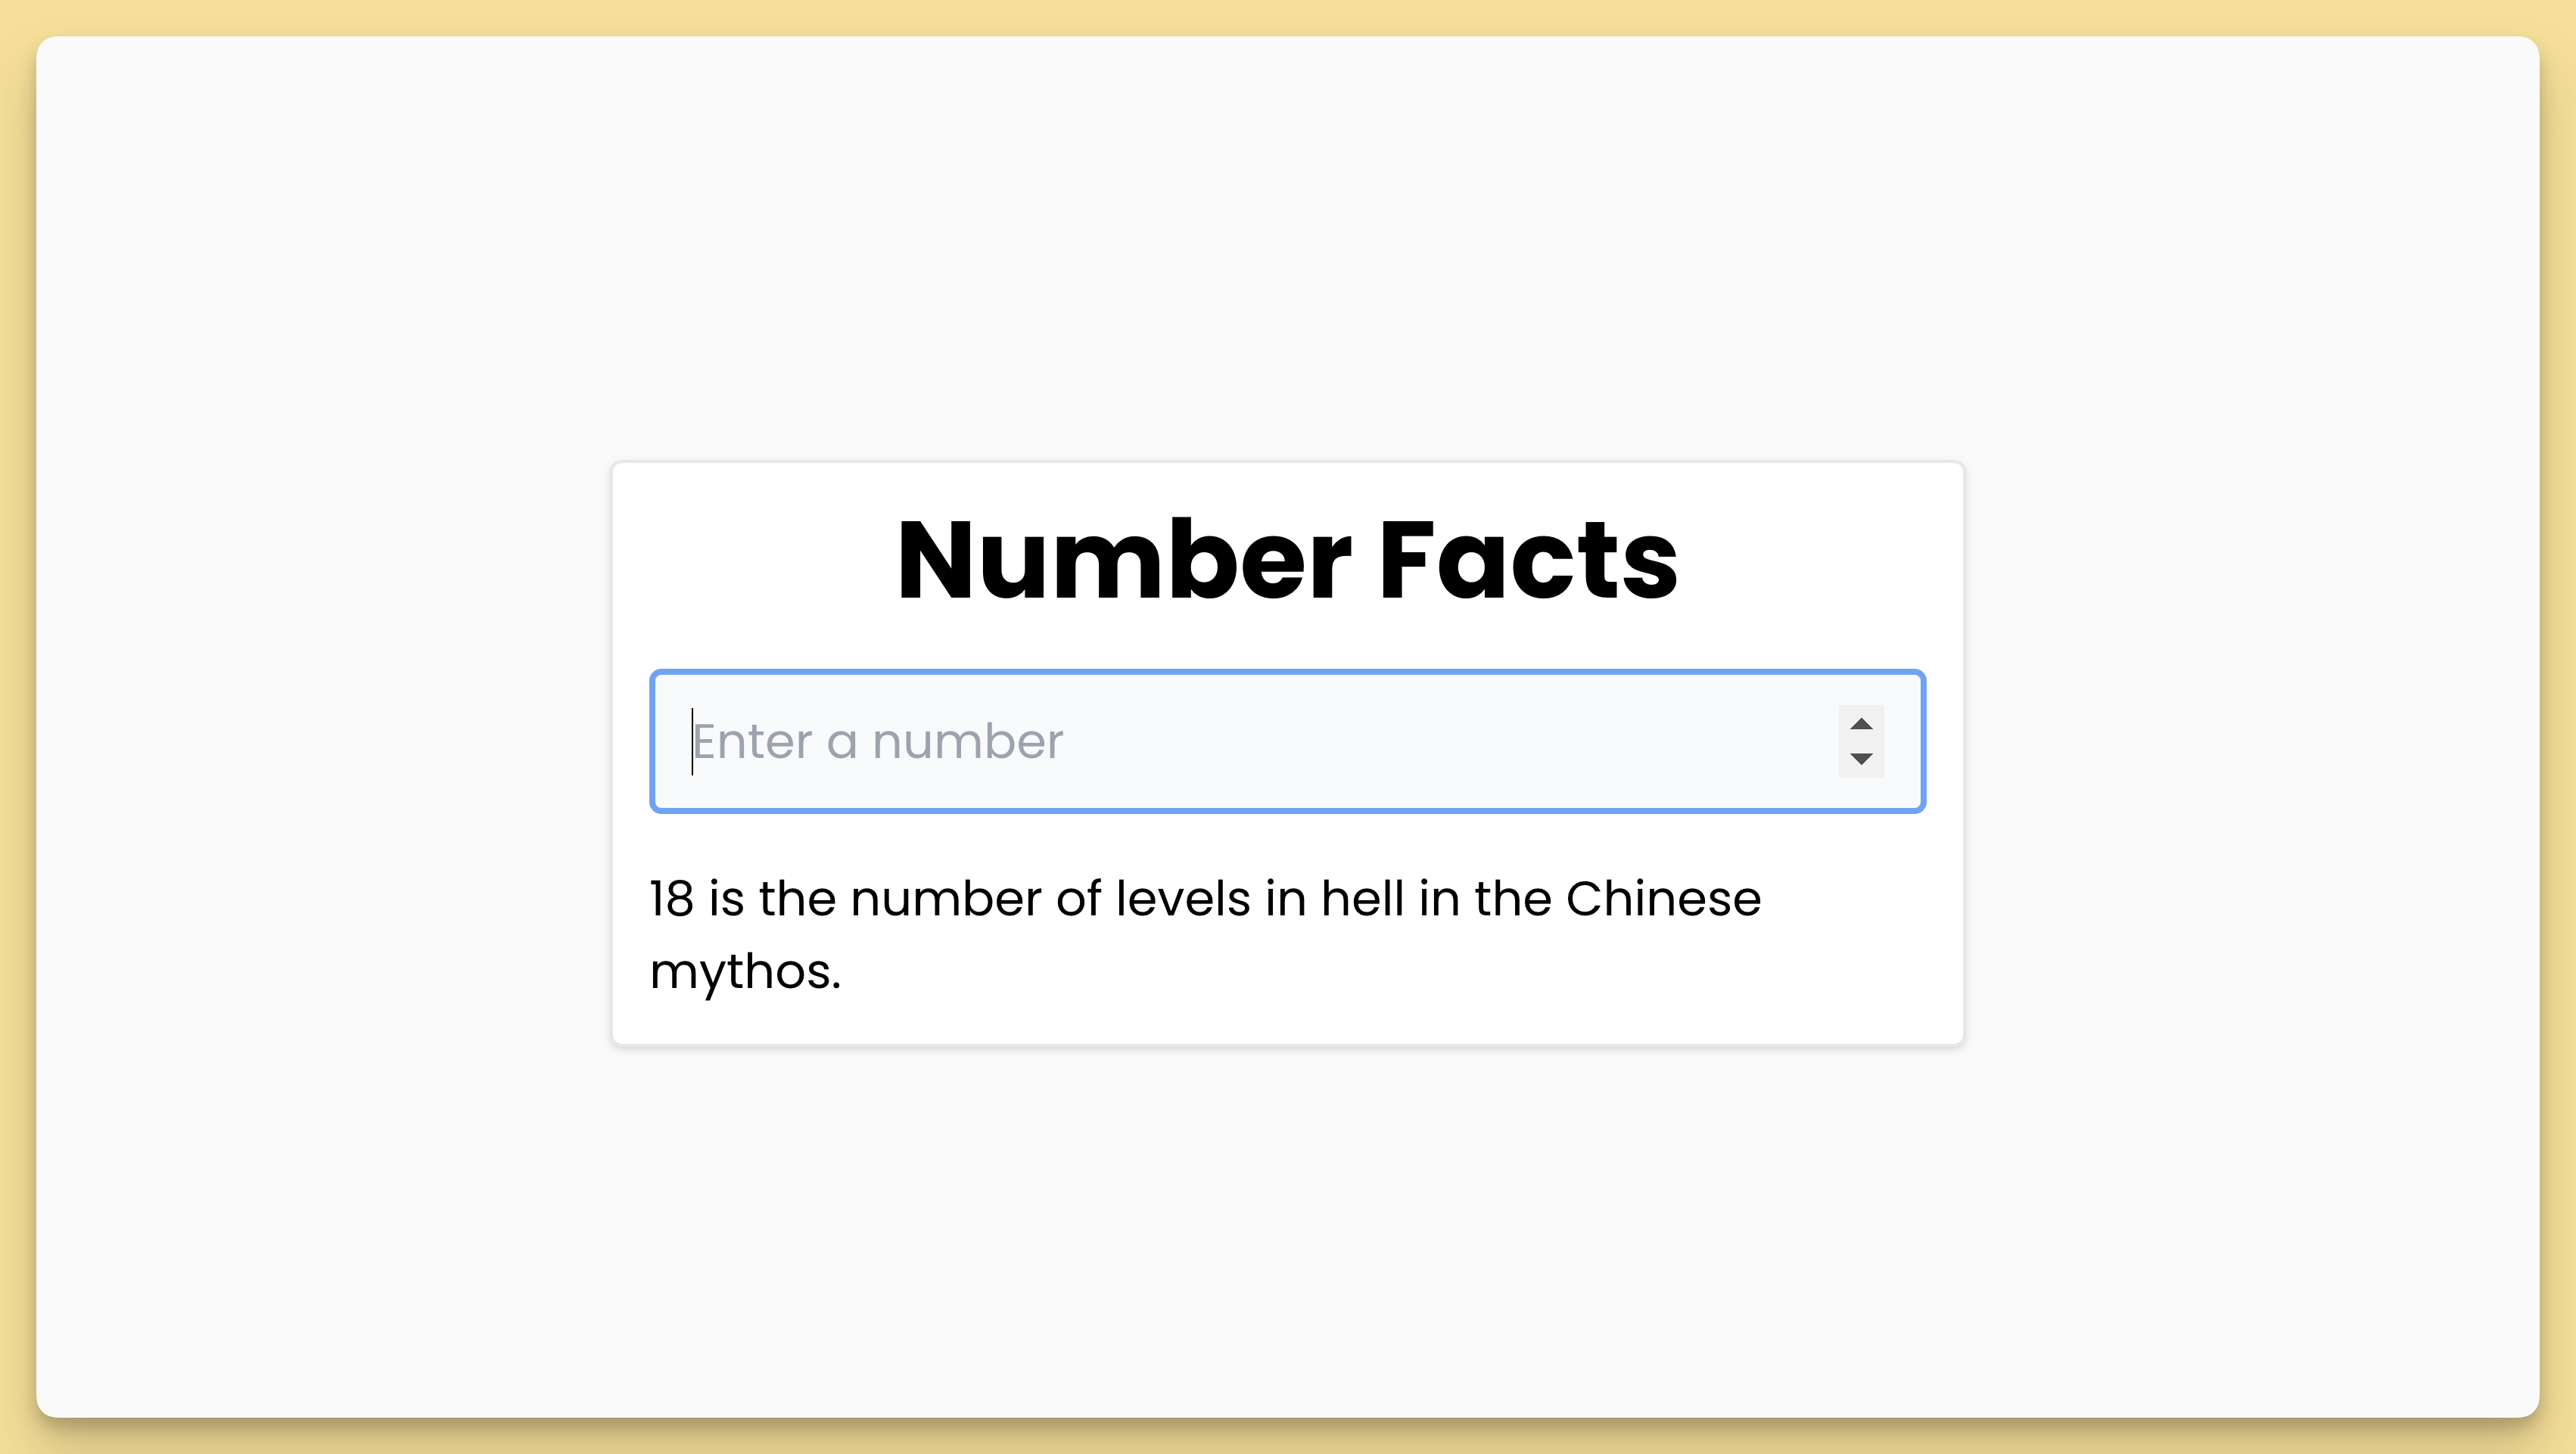 Number Facts
Enter a number
18 is the number of levels in hell in the Chinese
mythos.